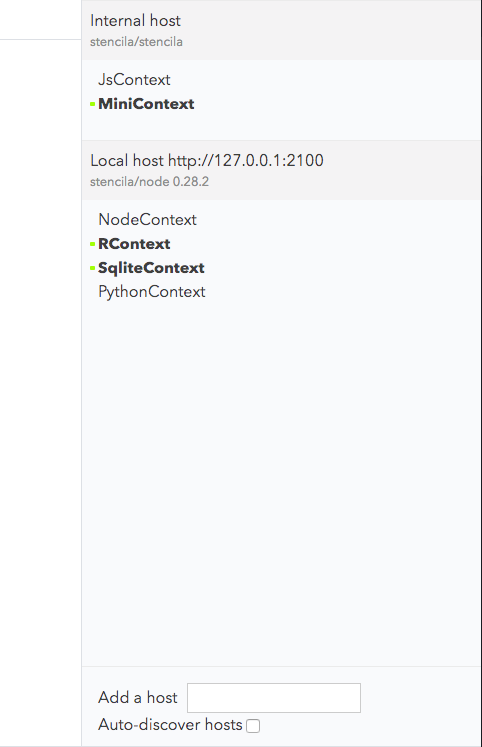 Internal host
stencila/stencila
JsContext
MiniContext
Local host http://127.0.0.1:2100
stencila/node 0.28.2
NodeContext
RContext
SqliteContext
PythonContext
Add a host
Auto-discover hosts